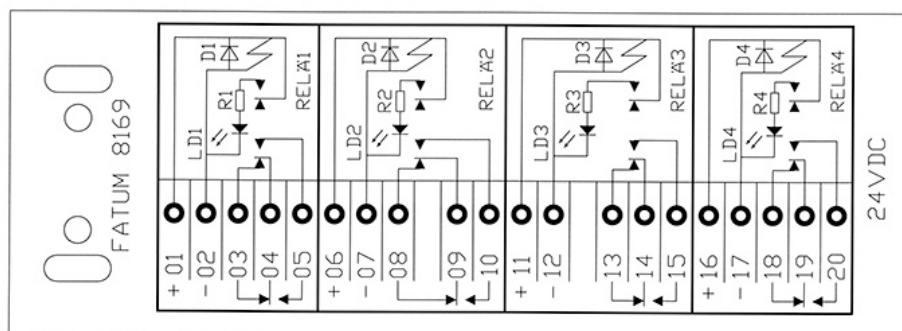 FATUM 8169
D1
R1
LD1
RELÄ1
D2
R2
LD2
RELÄ2
D3
R3
LD3
RELÄ3
D4
R4
LD4
RELÄ4
24VDC
+ 01
- 02
03
04
05
+ 06
- 07
08
09
10
+ 11
- 12
13
14
15
+ 16
- 17
18
19
20